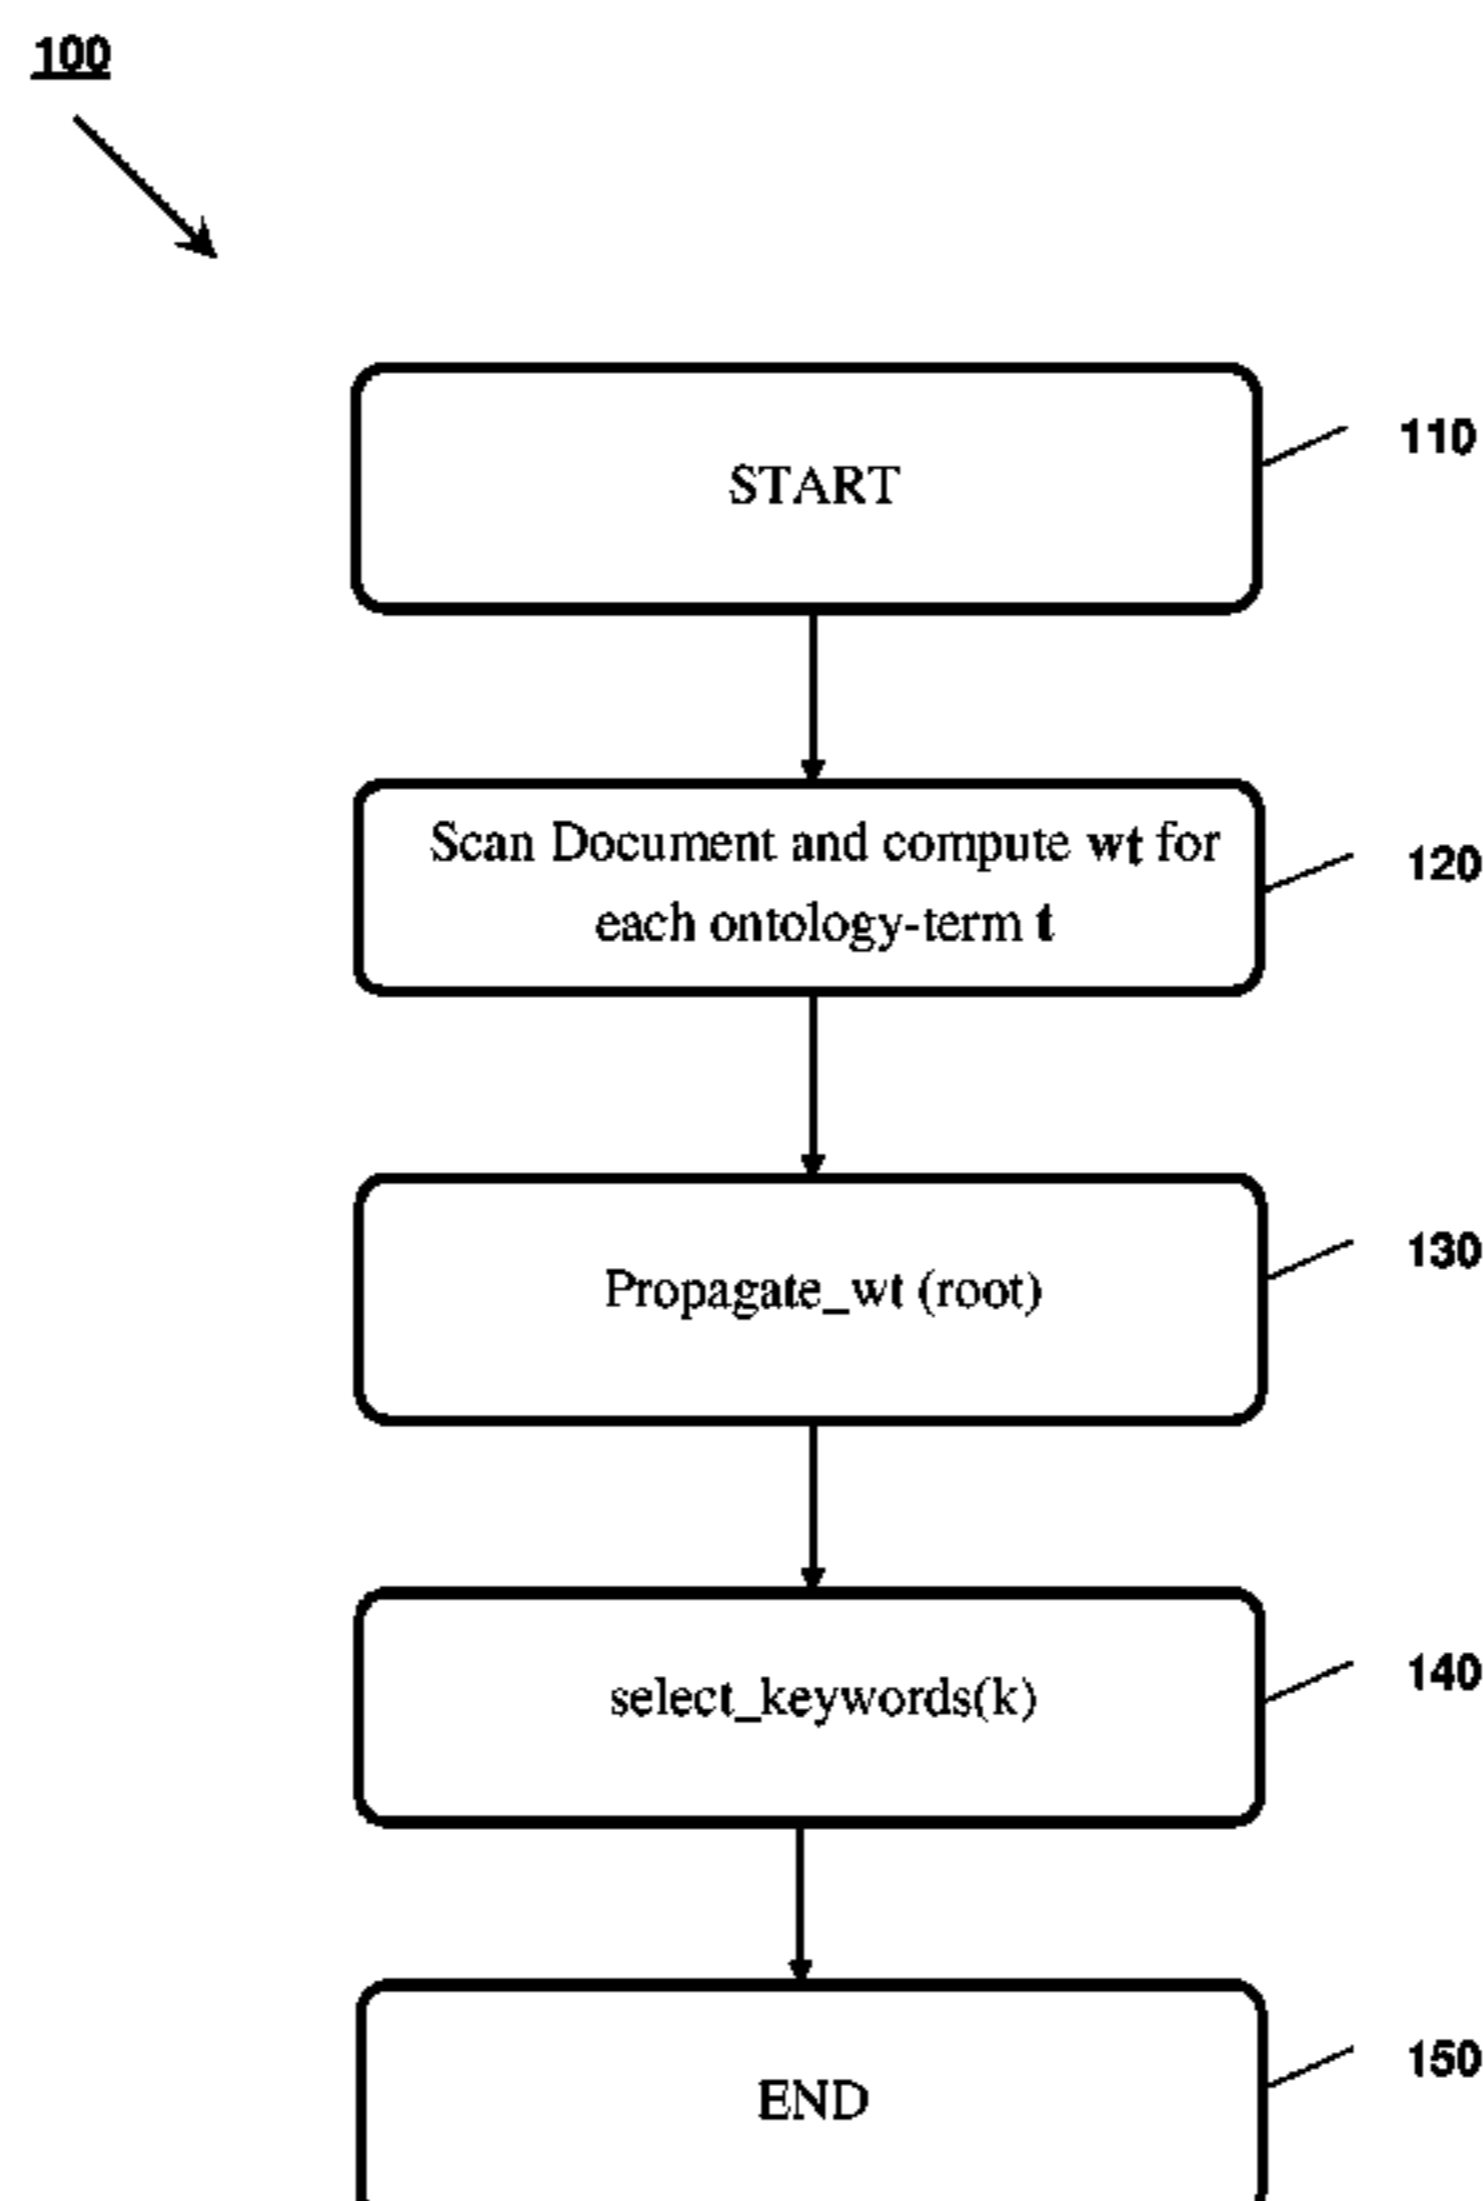 100
START
110
Scan Document and compute wt for
each ontology-term t
120
Propagate_wt (root)
130
select_keywords(k)
140
END
150